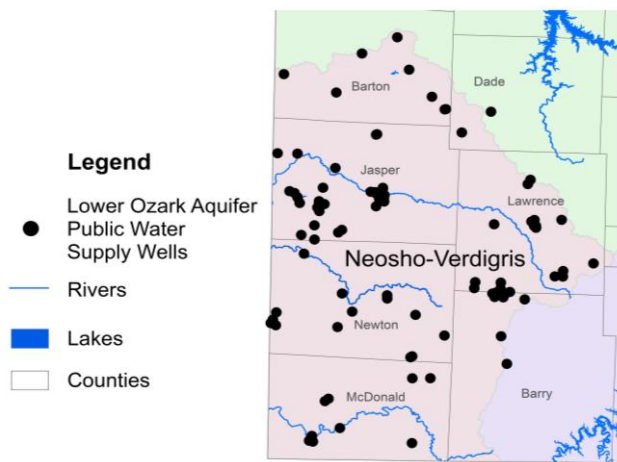 Legend
Lower Ozark Aquifer
Public Water
Supply Wells
Rivers
Lakes
Counties
Barton
Dade
Jasper
Lawrence
Neosho-Verdigris
Newton
McDonald
Barry